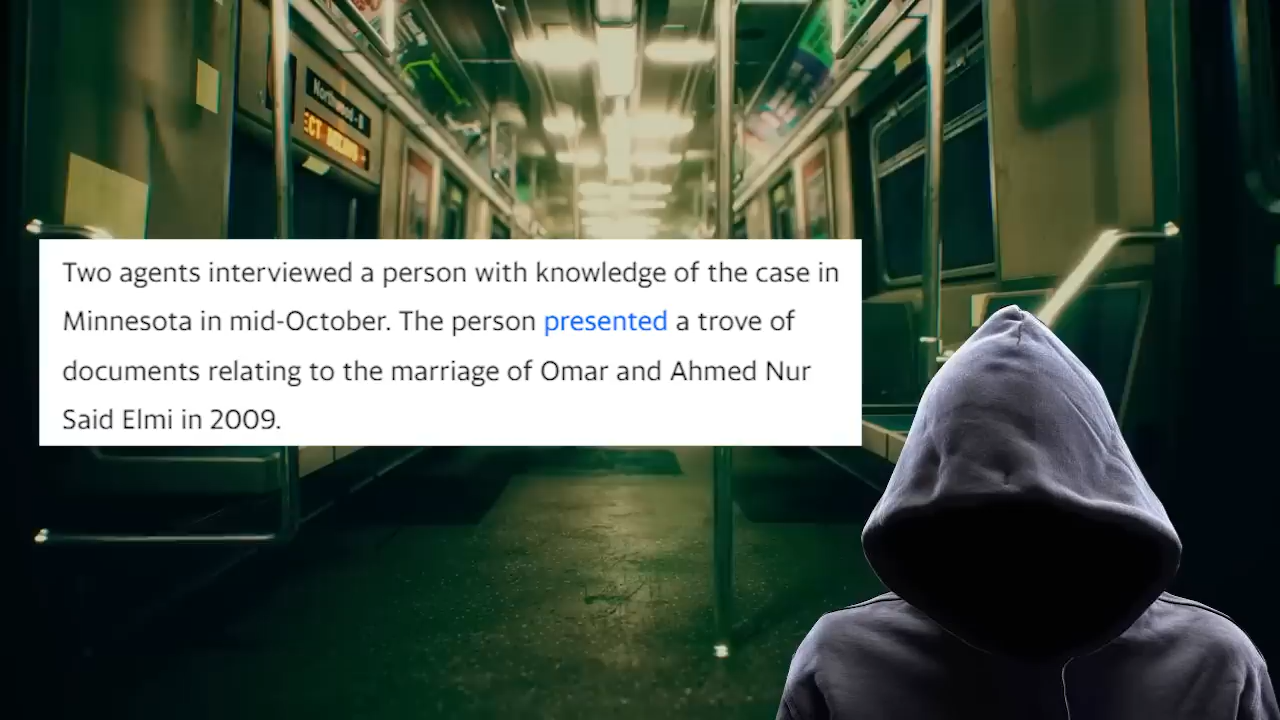 Northwood - B
Two agents interviewed a person with knowledge of the case in
Minnesota in mid-October. The person presented a trove of
documents relating to the marriage of Omar and Ahmed Nur
Said Elmi in 2009.